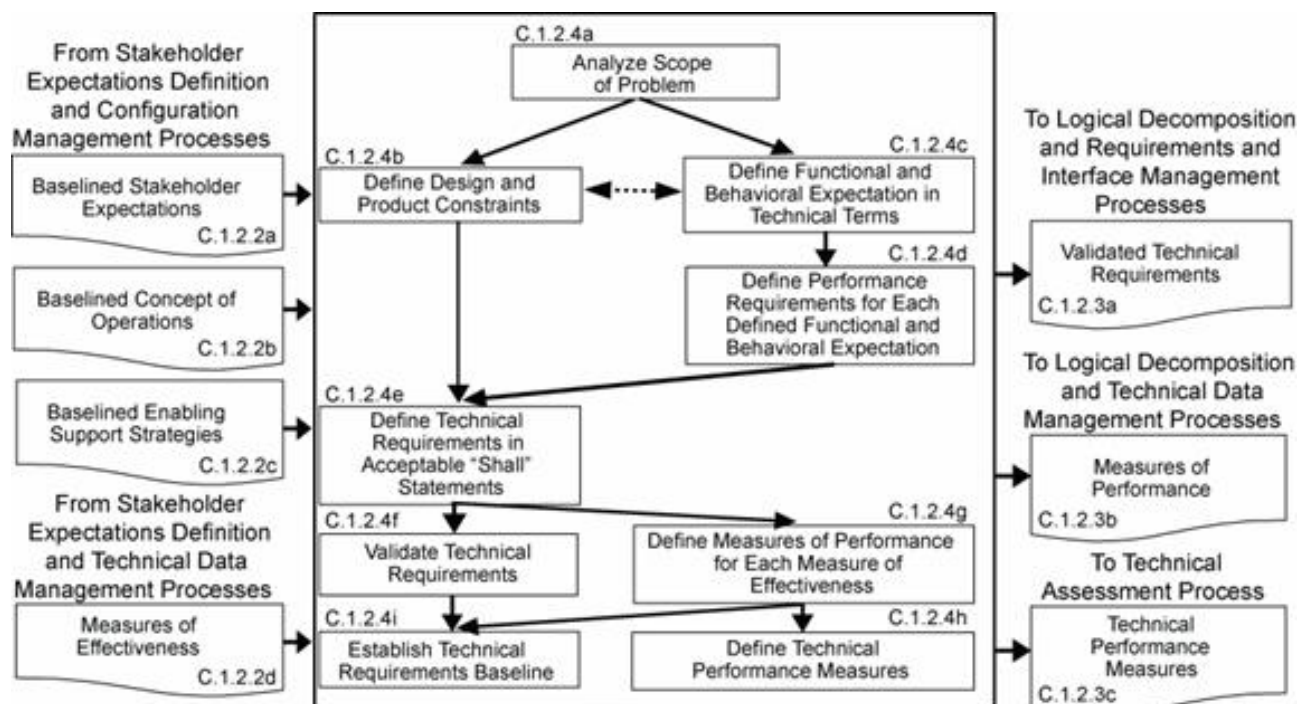 From Stakeholder
Expectations Definition
and Configuration
Management Processes
Baselined Stakeholder
Expectations
C.1.2.2a
Baselined Concept of
Operations
C.1.2.2b
Baselined Enabling
Support Strategies
C.1.2.2c
From Stakeholder
Expectations Definition
and Technical Data
Management Processes
Measures of
Effectiveness
C.1.2.2d
C.1.2.4a
Analyze Scope
of Problem
C.1.2.4b
Define Design and
Product Constraints
C.1.2.4c
Define Functional and
Behavioral Expectation in
Technical Terms
C.1.2.4d
Define Performance
Requirements for Each
Defined Functional and
Behavioral Expectation
C.1.2.4e
Define Technical
Requirements in
Acceptable “Shall”
Statements
C.1.2.4f
Validate Technical
Requirements
C.1.2.4g
Define Measures of Performance
for Each Measure of
Effectiveness
C.1.2.4i
Establish Technical
Requirements Baseline
C.1.2.4h
Define Technical
Performance Measures
To Logical Decomposition
and Requirements and
Interface Management
Processes
Validated Technical
Requirements
C.1.2.3a
To Logical Decomposition
and Technical Data
Management Processes
Measures of
Performance
C.1.2.3b
To Technical
Assessment Process
Technical
Performance
Measures
C.1.2.3c